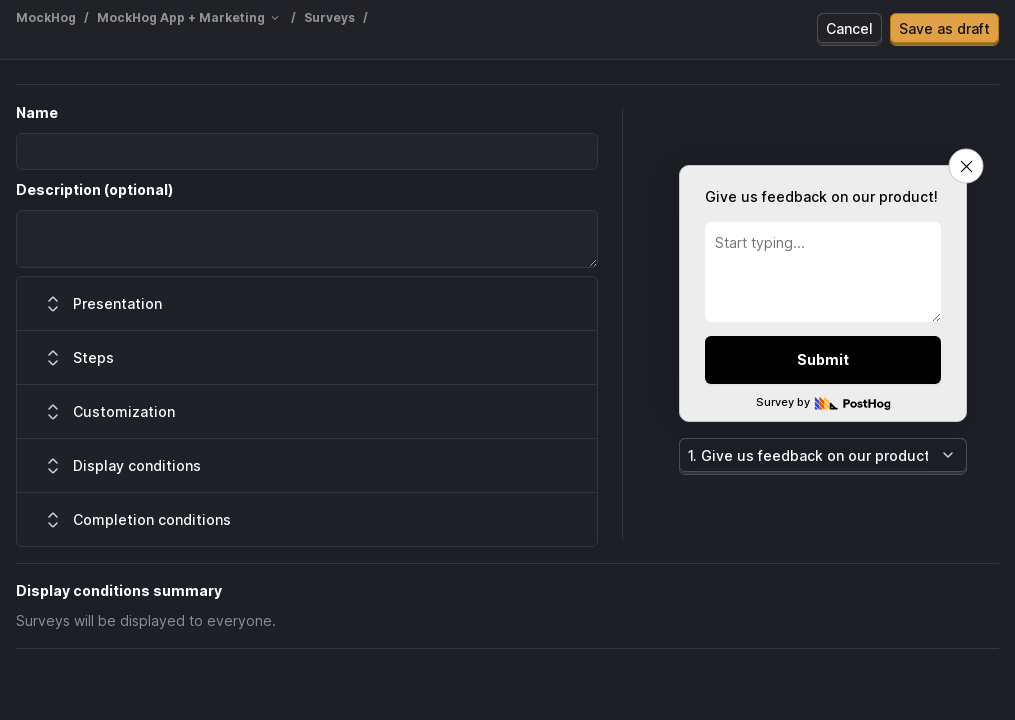 MockHog / MockHog App + Marketing / Surveys /
Cancel
Save as draft
Name
Description (optional)
Presentation
Steps
Customization
Display conditions
Completion conditions
Give us feedback on our product!
Start typing...
Submit
Survey by PostHog
1. Give us feedback on our product
Display conditions summary
Surveys will be displayed to everyone.